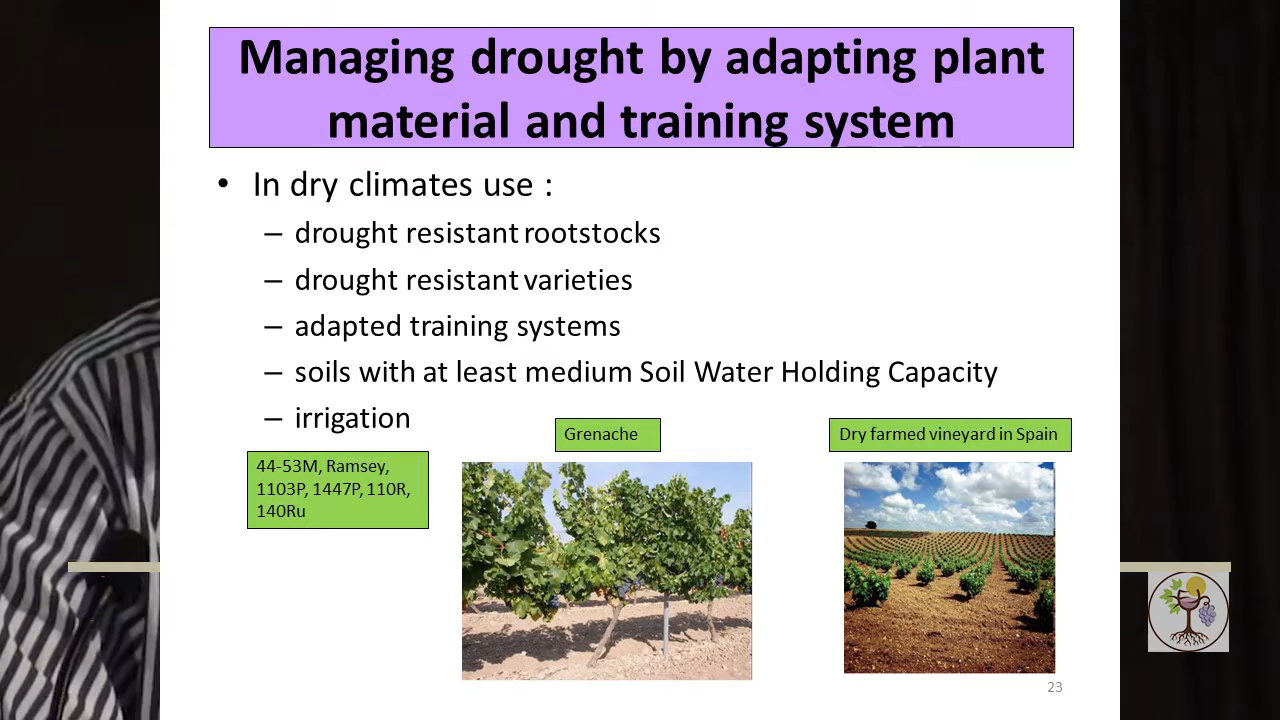 Managing drought by adapting plant
material and training system
• In dry climates use :
– drought resistant rootstocks
– drought resistant varieties
– adapted training systems
– soils with at least medium Soil Water Holding Capacity
– irrigation
Grenache
Dry farmed vineyard in Spain
44-53M, Ramsey,
1103P, 1447P, 110R,
140Ru
23